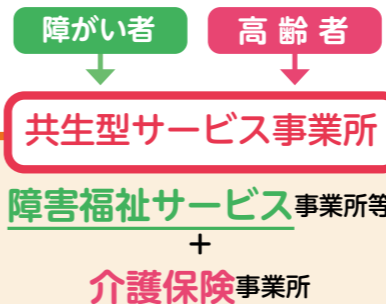 障がい者 高齢者
共生型サービス事業所
障害福祉サービス事業所等
+
介護保険事業所